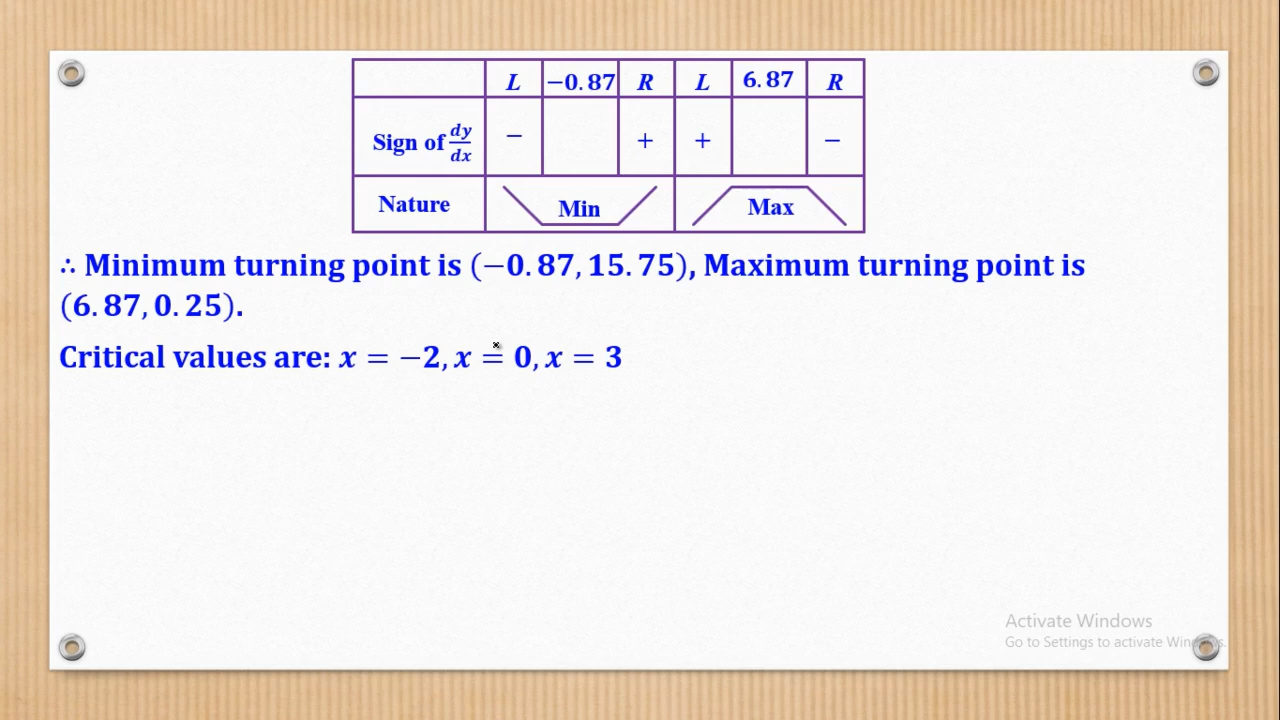 L −0.87 R L 6.87 R
Sign of dy/dx − + + −
Nature Min Max
∴ Minimum turning point is (−0.87, 15.75), Maximum turning point is
(6.87, 0.25).
Critical values are: x = −2, x = 0, x = 3
Activate Windows
Go to Settings to activate Windows.